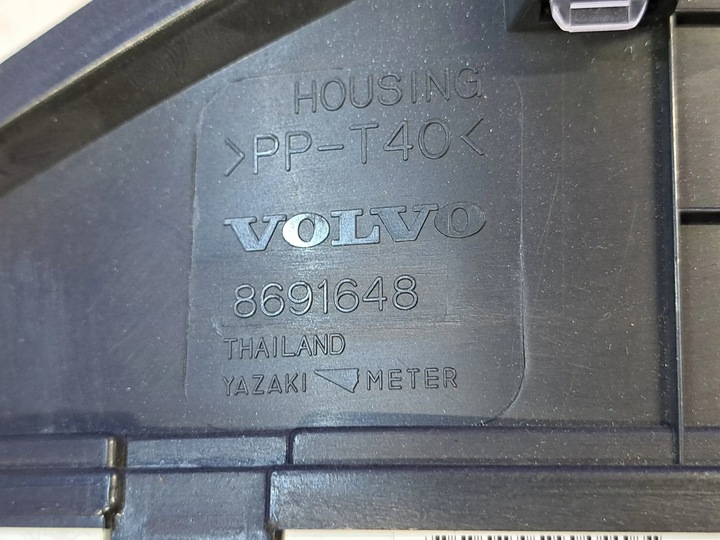 HOUSING
>PP-T40<
VOLVO
8691648
THAILAND
YAZAKI METER